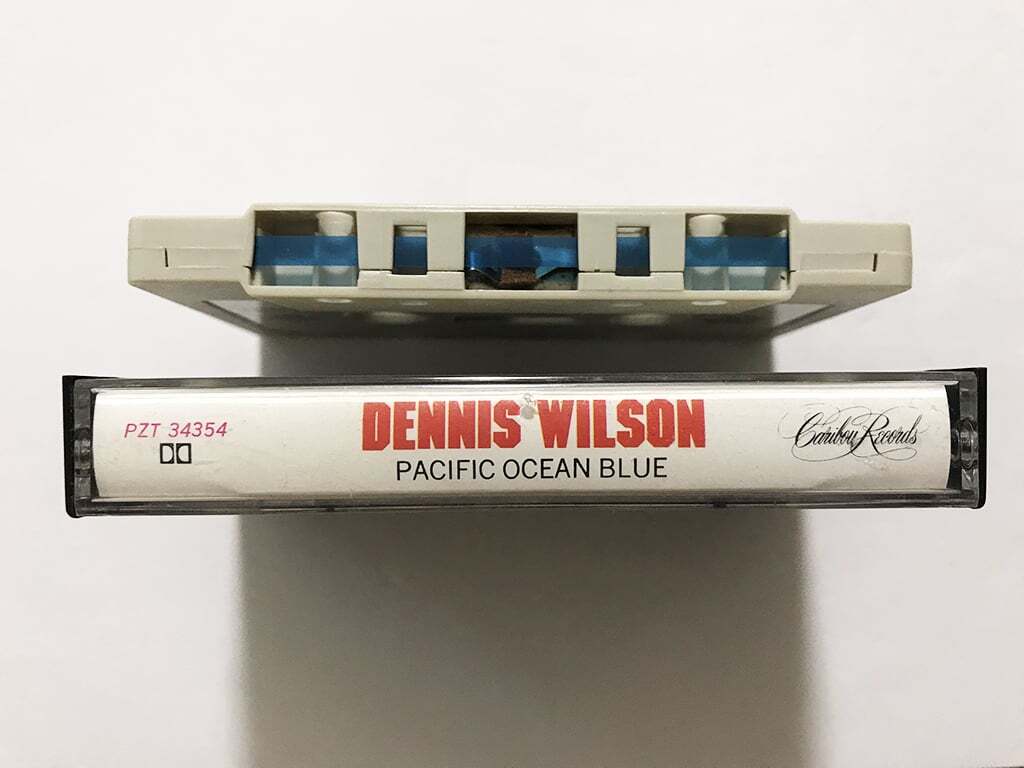 PZT 34354
DENNIS WILSON
PACIFIC OCEAN BLUE
Caribou Records